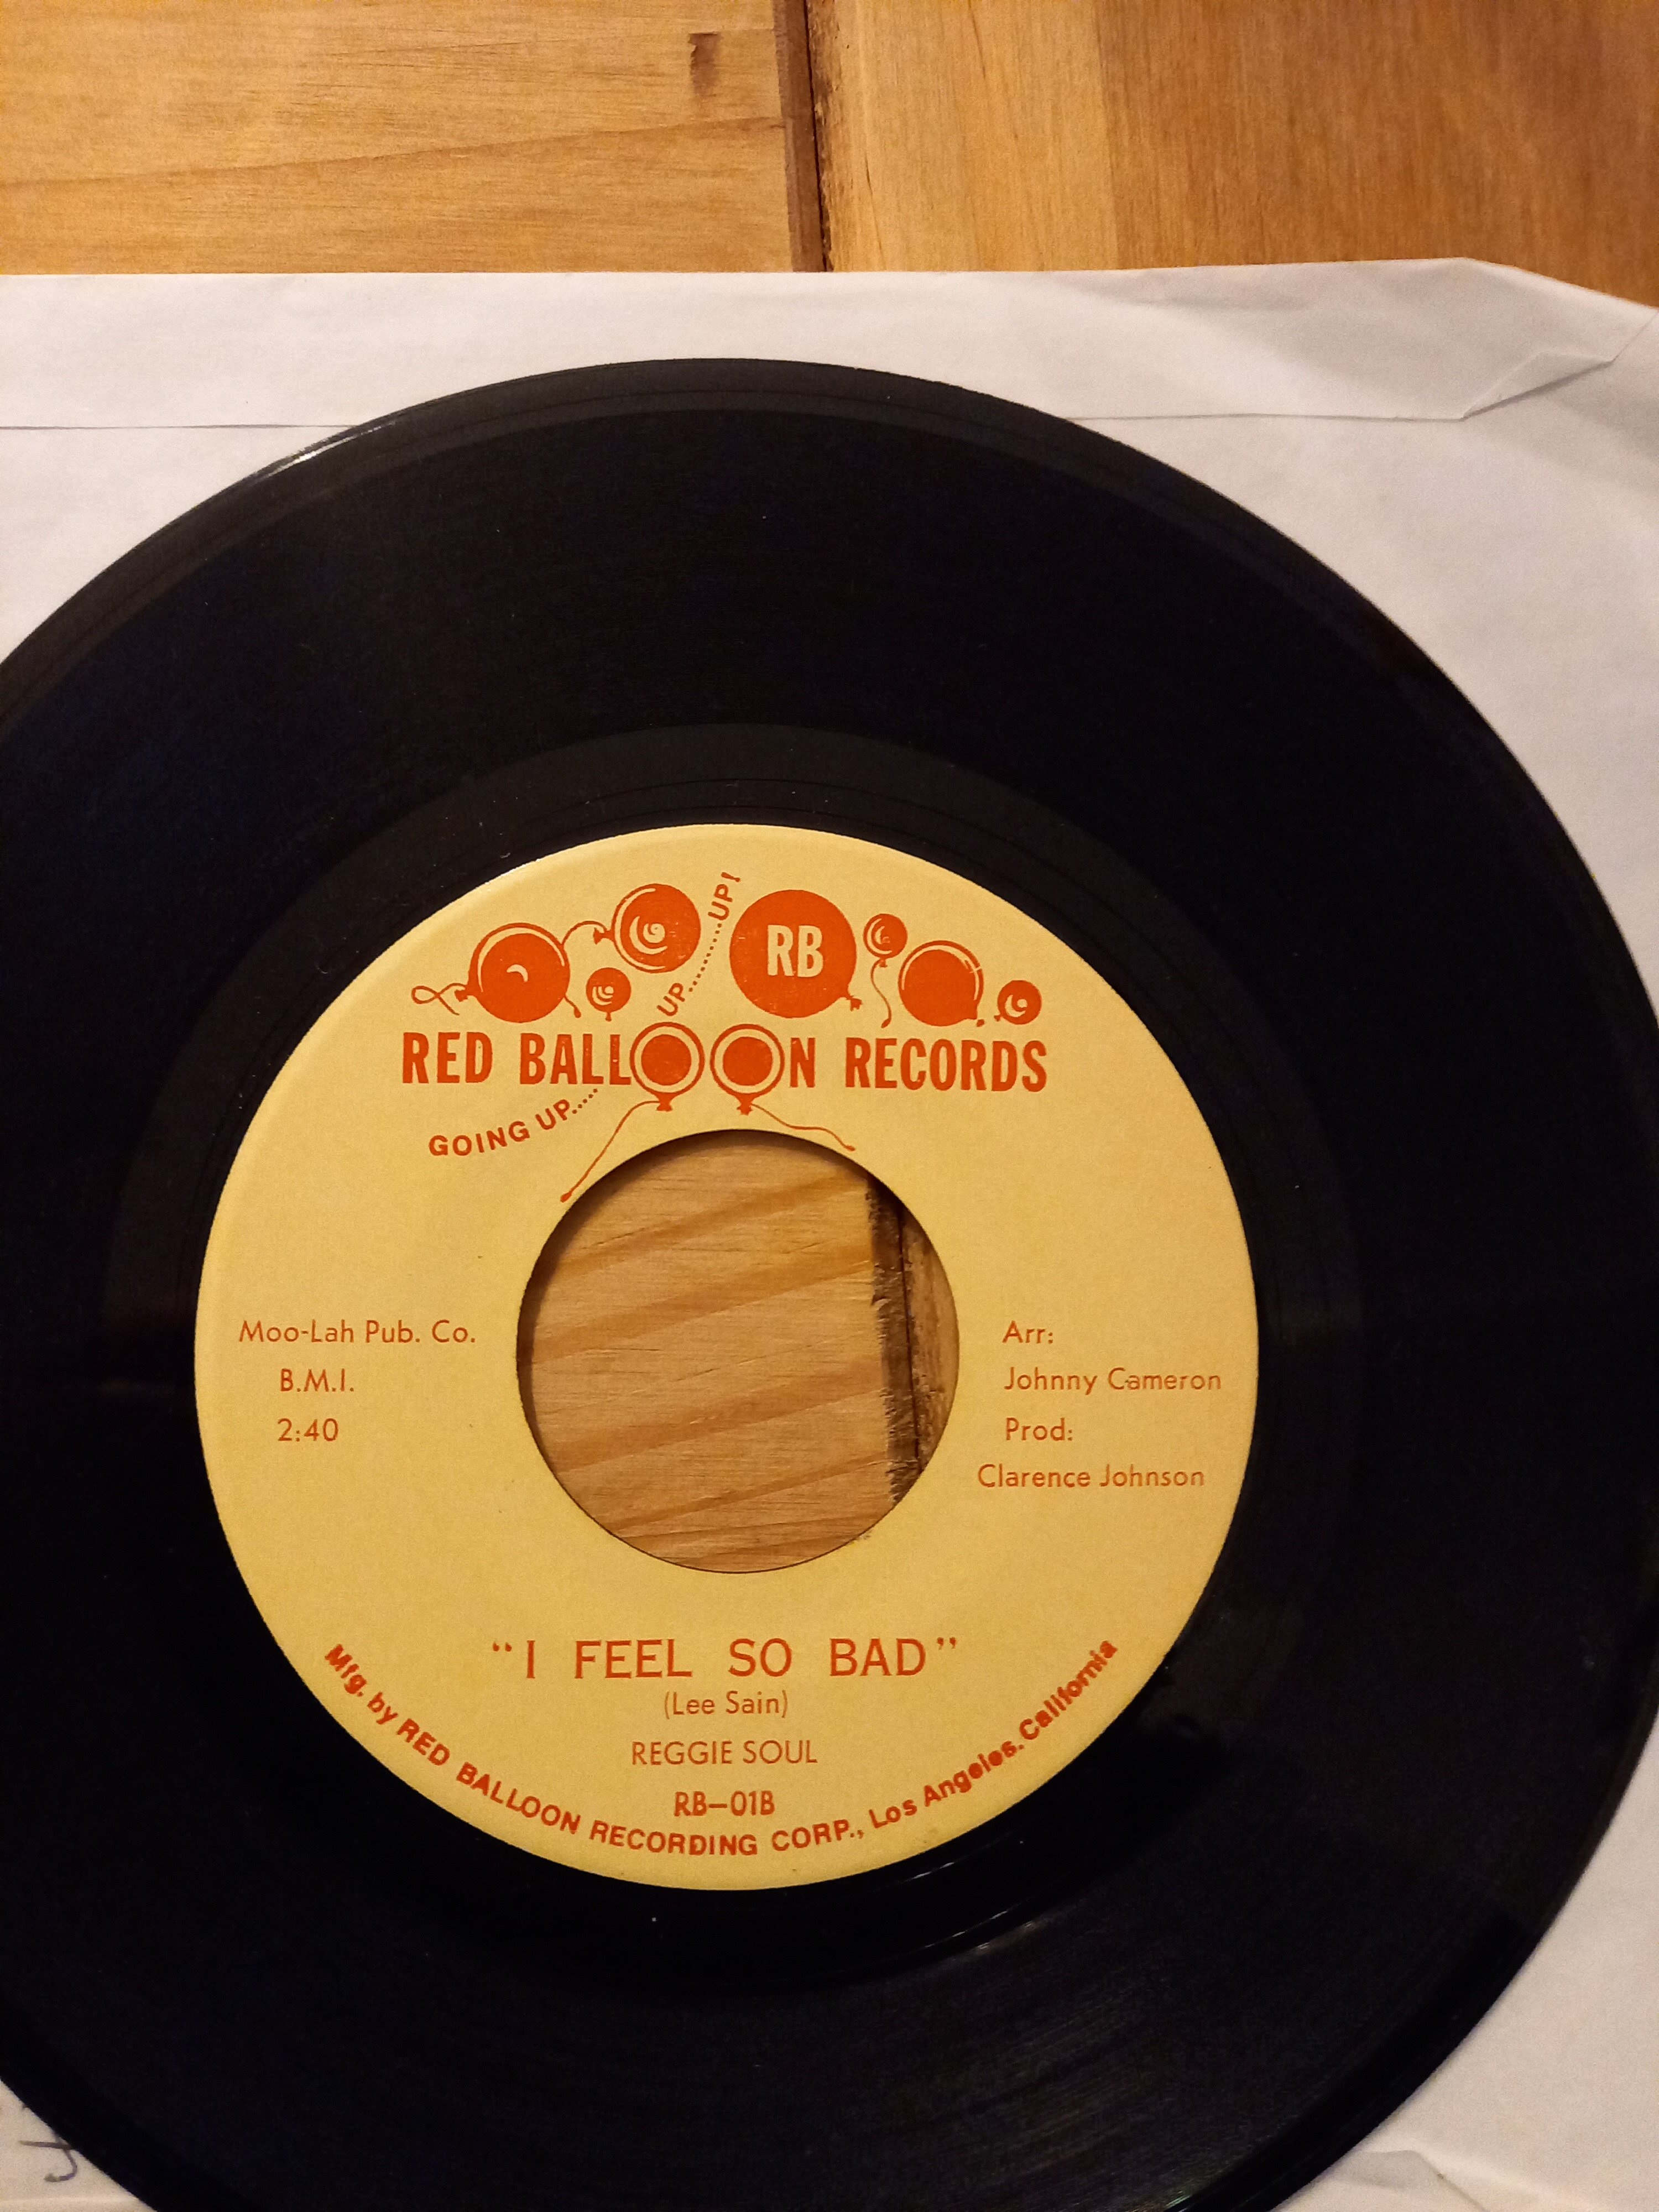 UP..........UP!
RB
RED BALLOON RECORDS
GOING UP.....
Moo-Lah Pub. Co.
B.M.I.
2:40
Arr:
Johnny Cameron
Prod:
Clarence Johnson
"I FEEL SO BAD"
(Lee Sain)
REGGIE SOUL
RB—01B
Mfg. by RED BALLOON RECORDING CORP., Los Angeles, California